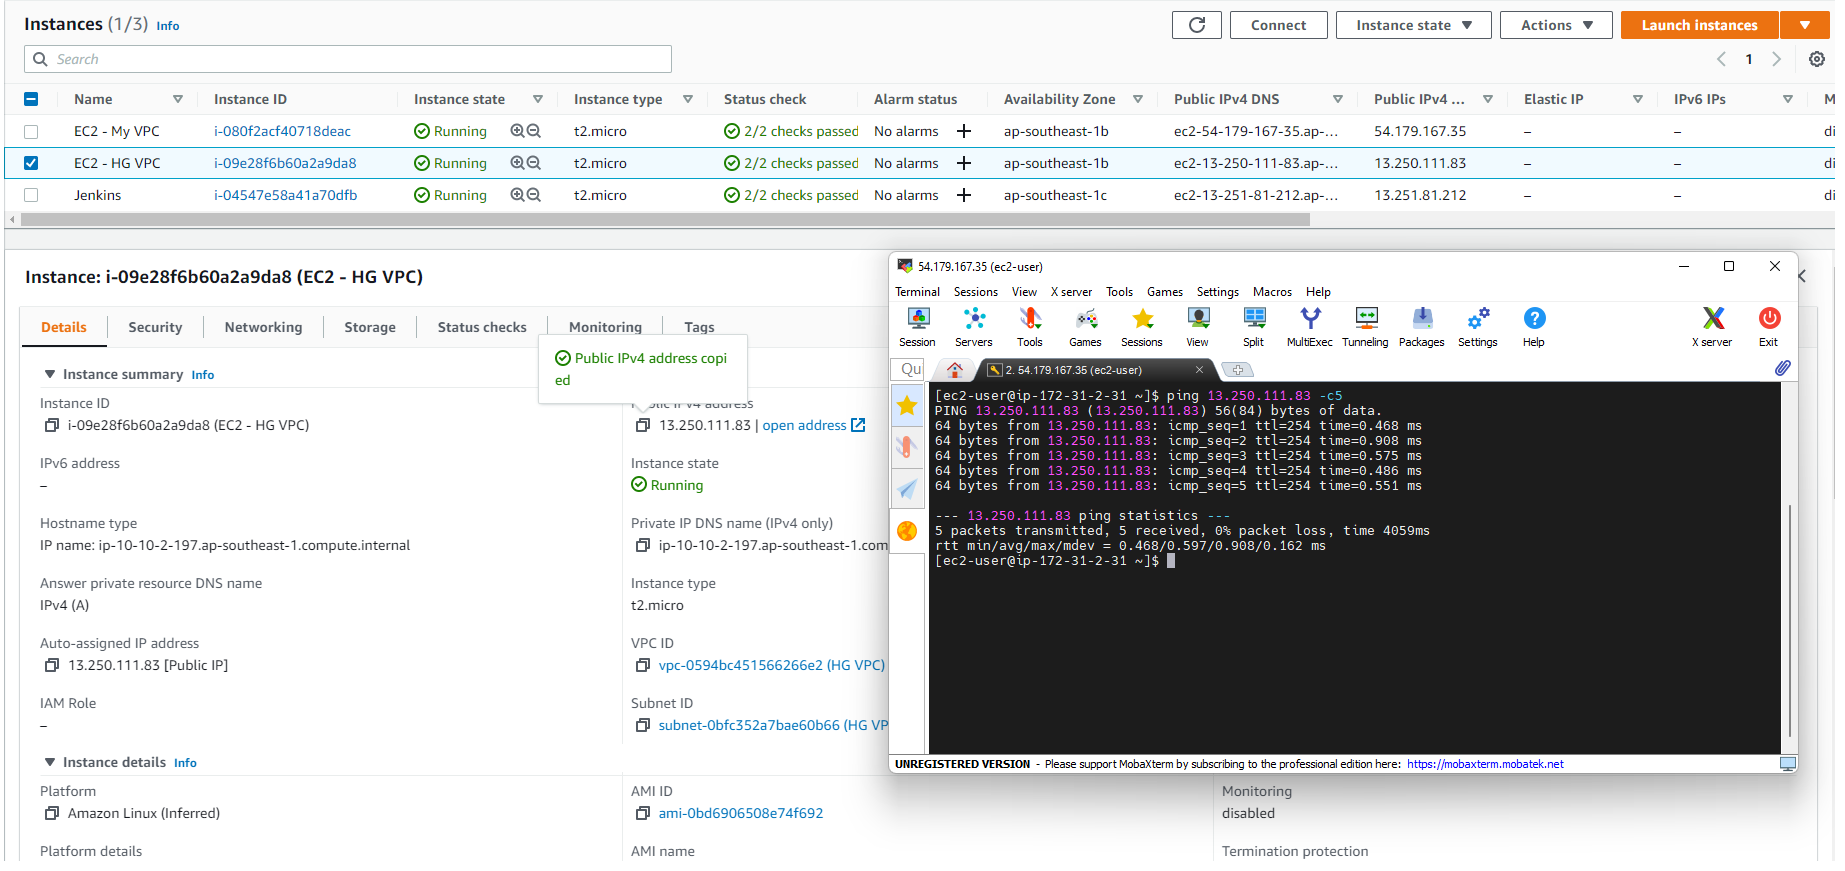 Instances (1/3) Info
Connect
Instance state
Actions
Launch instances
Search
1
Name Instance ID Instance state Instance type Status check Alarm status Availability Zone Public IPv4 DNS Public IPv4 ... Elastic IP IPv6 IPs M
EC2 - My VPC i-080f2acf40718deac Running t2.micro 2/2 checks passed No alarms + ap-southeast-1b ec2-54-179-167-35.ap-... 54.179.167.35 – – di
EC2 - HG VPC i-09e28f6b60a2a9da8 Running t2.micro 2/2 checks passed No alarms + ap-southeast-1b ec2-13-250-111-83.ap-... 13.250.111.83 – – di
Jenkins i-04547e58a41a70dfb Running t2.micro 2/2 checks passed No alarms + ap-southeast-1c ec2-13-251-81-212.ap-... 13.251.81.212 – – di
Instance: i-09e28f6b60a2a9da8 (EC2 - HG VPC)
Details Security Networking Storage Status checks Monitoring Tags
Public IPv4 address copi
ed
Instance summary Info
Instance ID
i-09e28f6b60a2a9da8 (EC2 - HG VPC)
Public IPv4 address
13.250.111.83 | open address
IPv6 address
–
Instance state
Running
Hostname type
IP name: ip-10-10-2-197.ap-southeast-1.compute.internal
Private IP DNS name (IPv4 only)
ip-10-10-2-197.ap-southeast-1.com
Answer private resource DNS name
IPv4 (A)
Instance type
t2.micro
Auto-assigned IP address
13.250.111.83 [Public IP]
VPC ID
vpc-0594bc451566266e2 (HG VPC)
IAM Role
–
Subnet ID
subnet-0bfc352a7bae60b66 (HG VP
Instance details Info
Platform
Amazon Linux (Inferred)
AMI ID
ami-0bd6906508e74f692
Monitoring
disabled
Platform details
AMI name
Termination protection
54.179.167.35 (ec2-user)
Terminal Sessions View X server Tools Games Settings Macros Help
Session Servers Tools Games Sessions View Split MultiExec Tunneling Packages Settings Help X server Exit
Qu
2. 54.179.167.35 (ec2-user)
[ec2-user@ip-172-31-2-31 ~]$ ping 13.250.111.83 -c5
PING 13.250.111.83 (13.250.111.83) 56(84) bytes of data.
64 bytes from 13.250.111.83: icmp_seq=1 ttl=254 time=0.468 ms
64 bytes from 13.250.111.83: icmp_seq=2 ttl=254 time=0.908 ms
64 bytes from 13.250.111.83: icmp_seq=3 ttl=254 time=0.575 ms
64 bytes from 13.250.111.83: icmp_seq=4 ttl=254 time=0.486 ms
64 bytes from 13.250.111.83: icmp_seq=5 ttl=254 time=0.551 ms
--- 13.250.111.83 ping statistics ---
5 packets transmitted, 5 received, 0% packet loss, time 4059ms
rtt min/avg/max/mdev = 0.468/0.597/0.908/0.162 ms
[ec2-user@ip-172-31-2-31 ~]$
UNREGISTERED VERSION - Please support MobaXterm by subscribing to the professional edition here: https://mobaxterm.mobatek.net